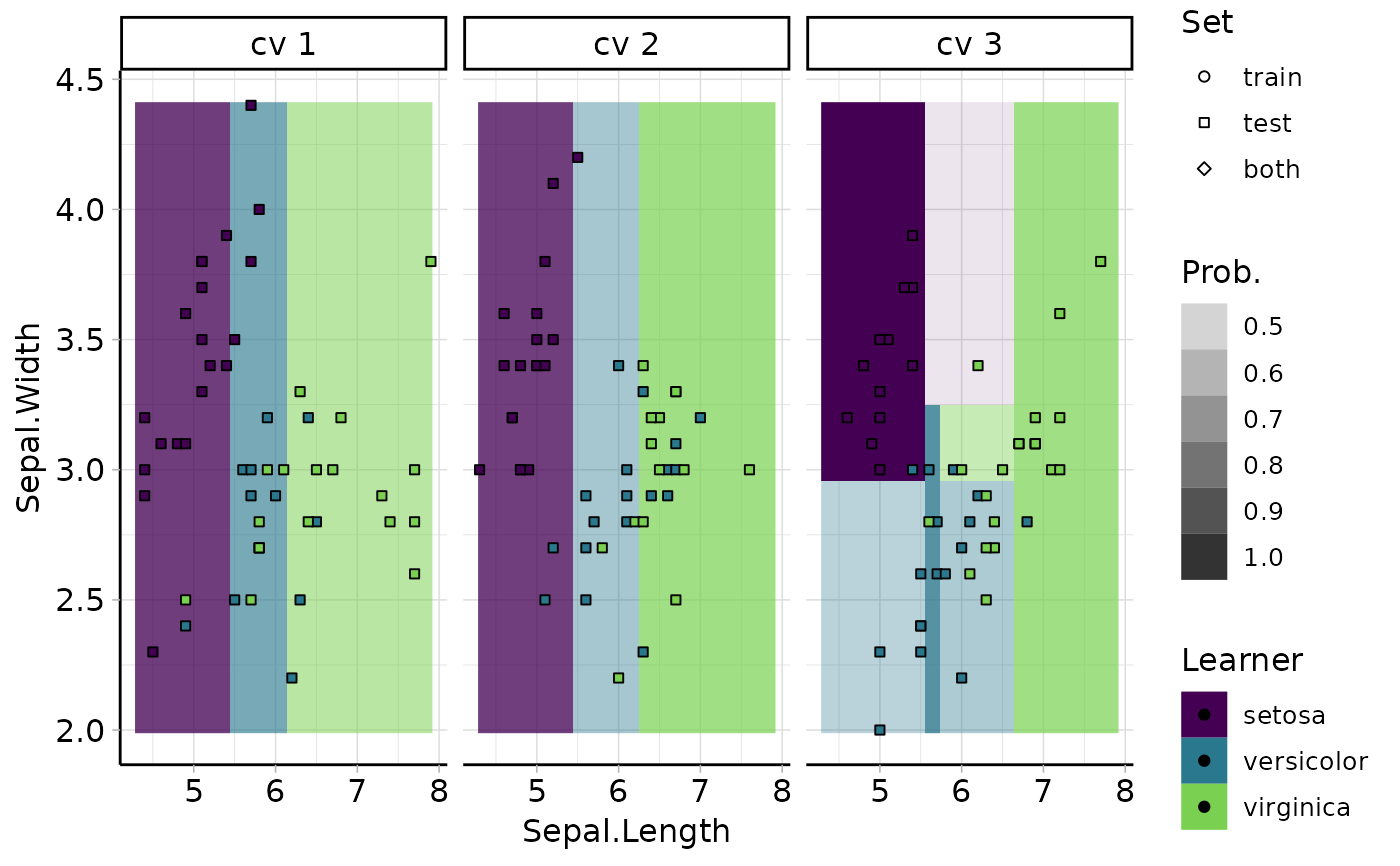 cv 1
cv 2
cv 3
4.5
4.0
3.5
3.0
2.5
2.0
Sepal.Width
5 6 7 8
5 6 7 8
5 6 7 8
Sepal.Length
Set
train
test
both
Prob.
0.5
0.6
0.7
0.8
0.9
1.0
Learner
setosa
versicolor
virginica